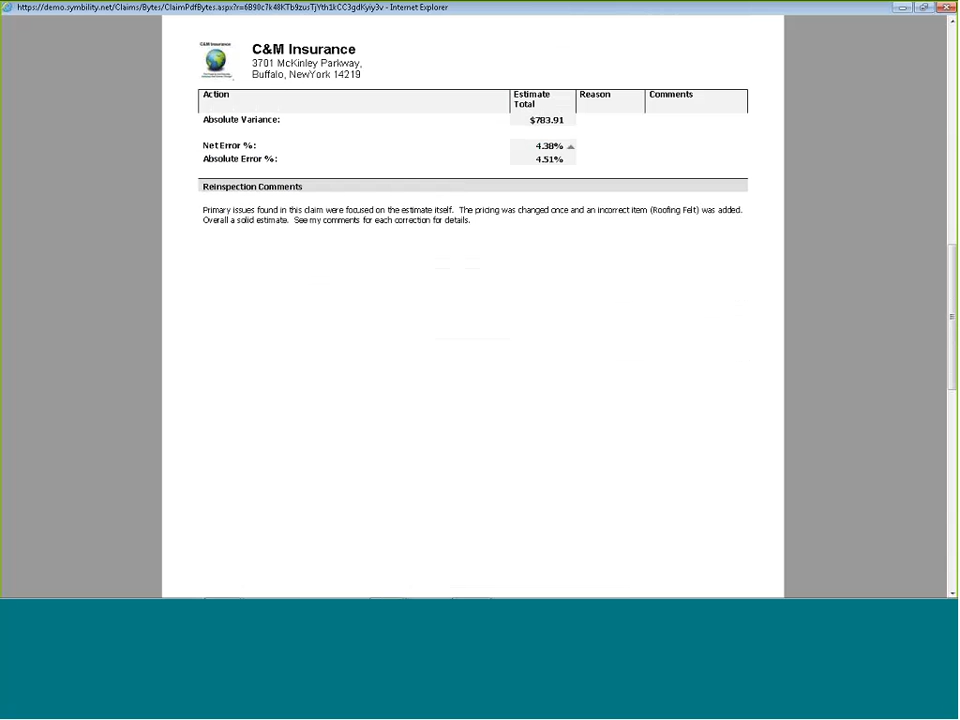 https://demo.symbility.net/Claims/Bytes/ClaimPdfBytes.aspx?r=6B90c7k48KTb9zusTjYth1kCC3gdKyiy3v - Internet Explorer
C&M Insurance
C&M Insurance
3701 McKinley Parkway,
Buffalo, NewYork 14219
Action Estimate Total Reason Comments
Absolute Variance: $783.91
Net Error %: 4.38%
Absolute Error %: 4.51%
Reinspection Comments
Primary issues found in this claim were focused on the estimate itself. The pricing was changed once and an incorrect item (Roofing Felt) was added.
Overall a solid estimate. See my comments for each correction for details.